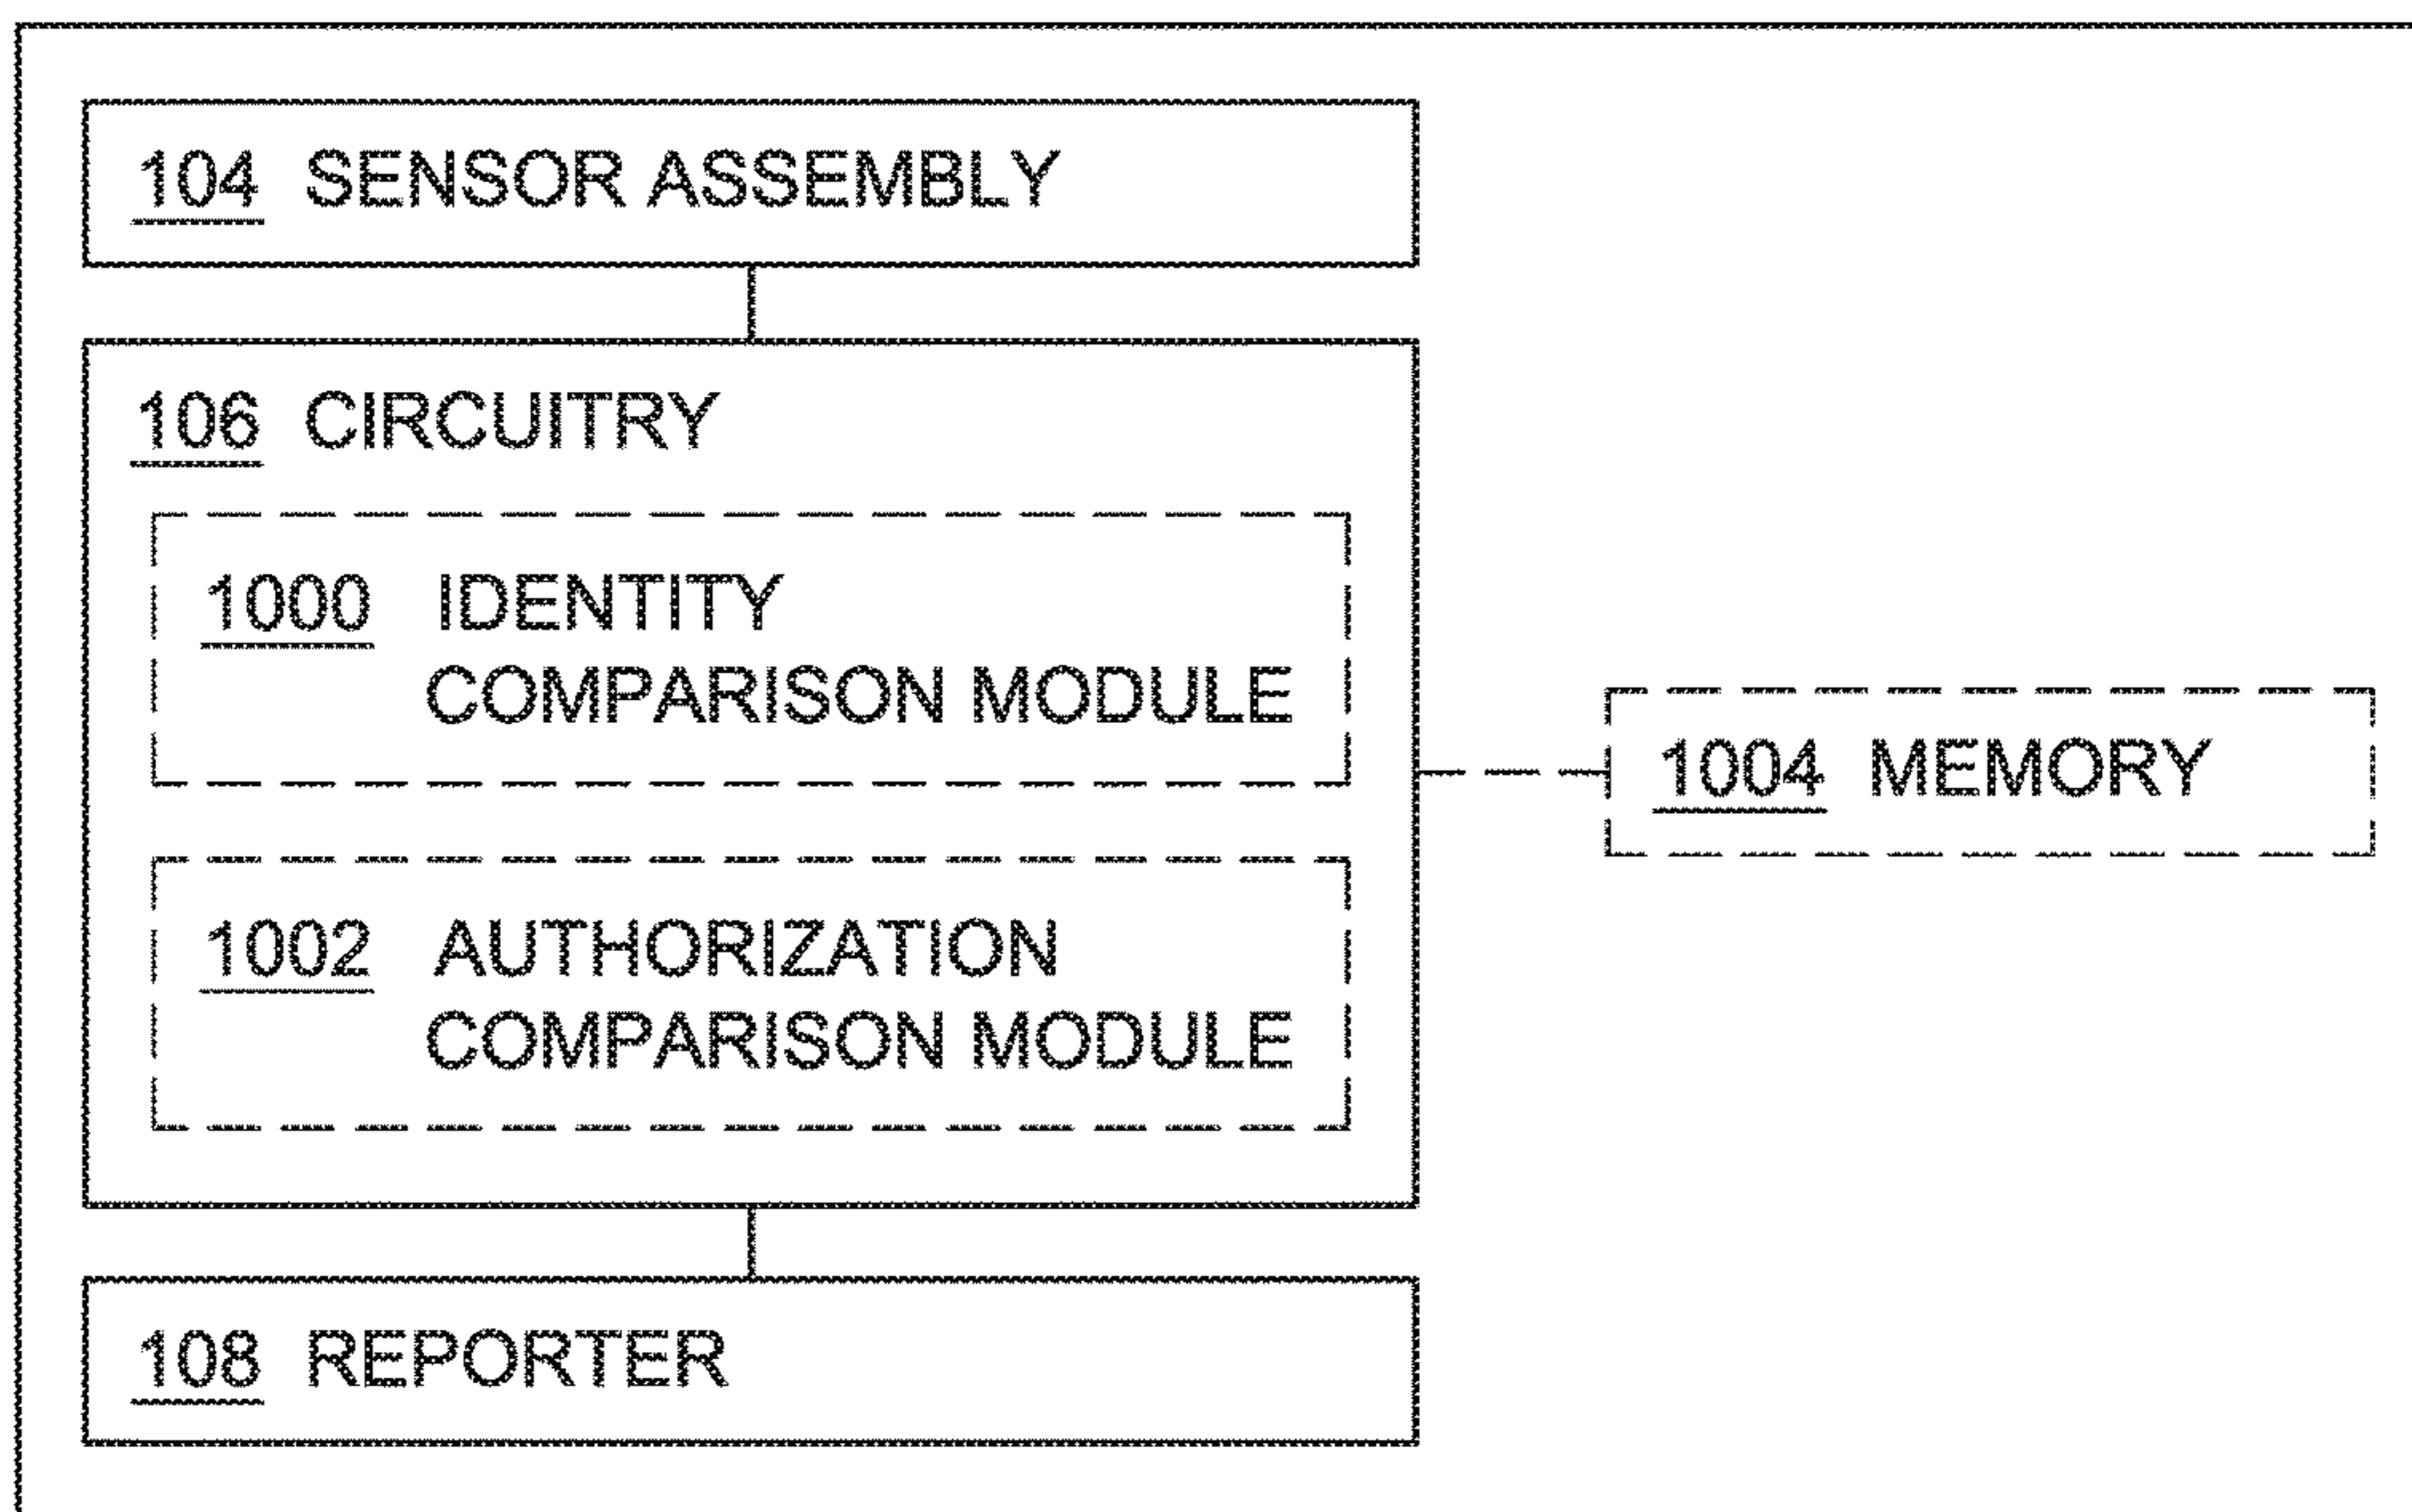 104 SENSOR ASSEMBLY
106 CIRCUITRY
1000 IDENTITY
COMPARISON MODULE
1004 MEMORY
1002 AUTHORIZATION
COMPARISON MODULE
108 REPORTER